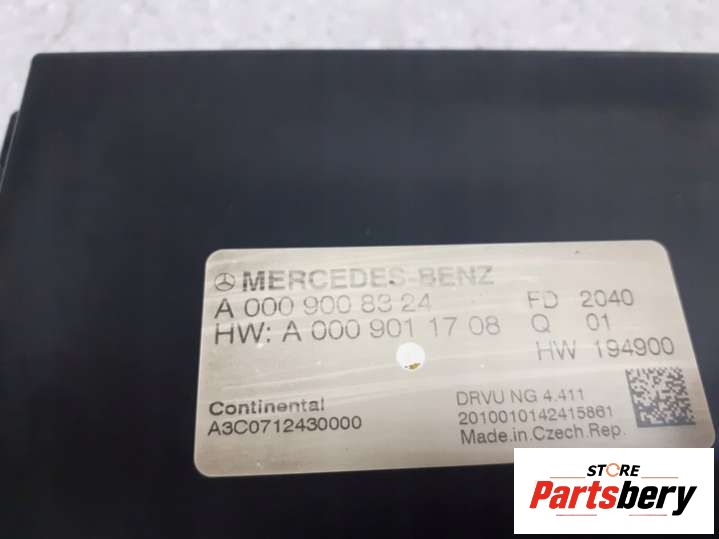 MERCEDES-BENZ
A 000 900 83 24 FD 2040
HW: A 000 901 17 08 Q 01
HW 194900
Continental DRVU NG 4.411
A3C0712430000 2010010142415861
Made.in.Czech.Rep.
STORE
Partsbery